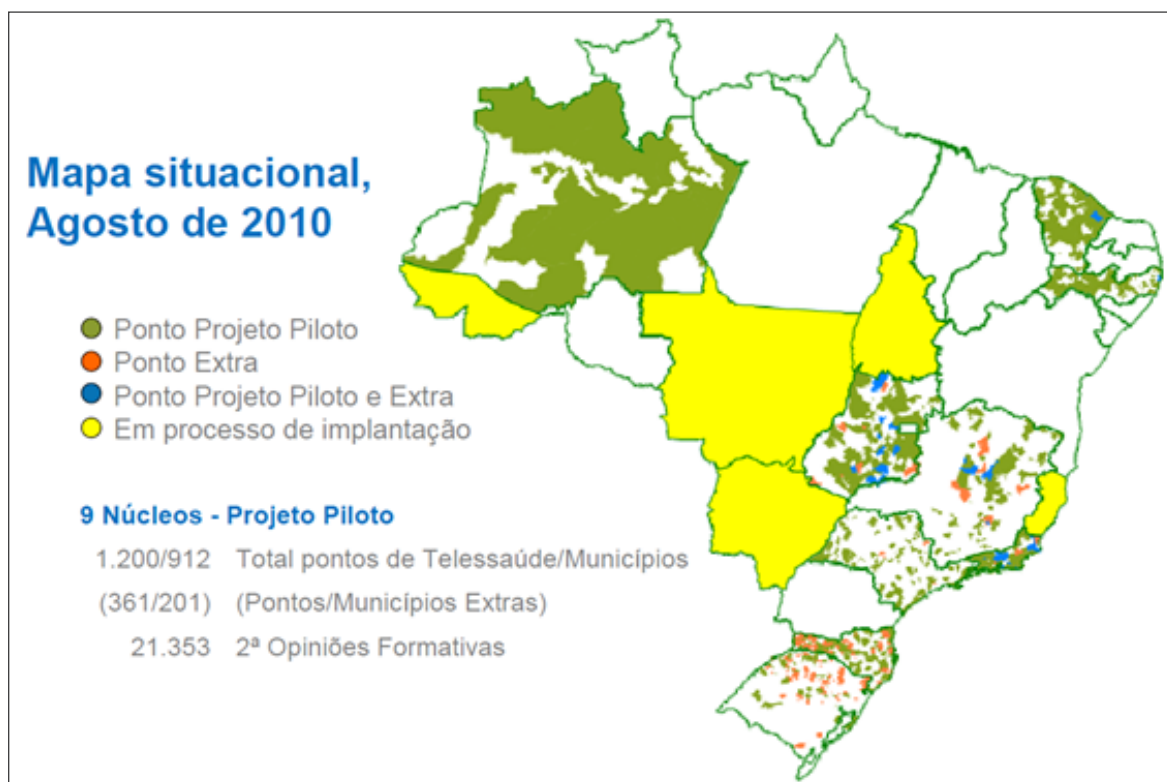 Mapa situacional,
Agosto de 2010
Ponto Projeto Piloto
Ponto Extra
Ponto Projeto Piloto e Extra
Em processo de implantação
9 Núcleos - Projeto Piloto
1.200/912 Total pontos de Telessaúde/Municípios
(361/201) (Pontos/Municípios Extras)
21.353 2ª Opiniões Formativas